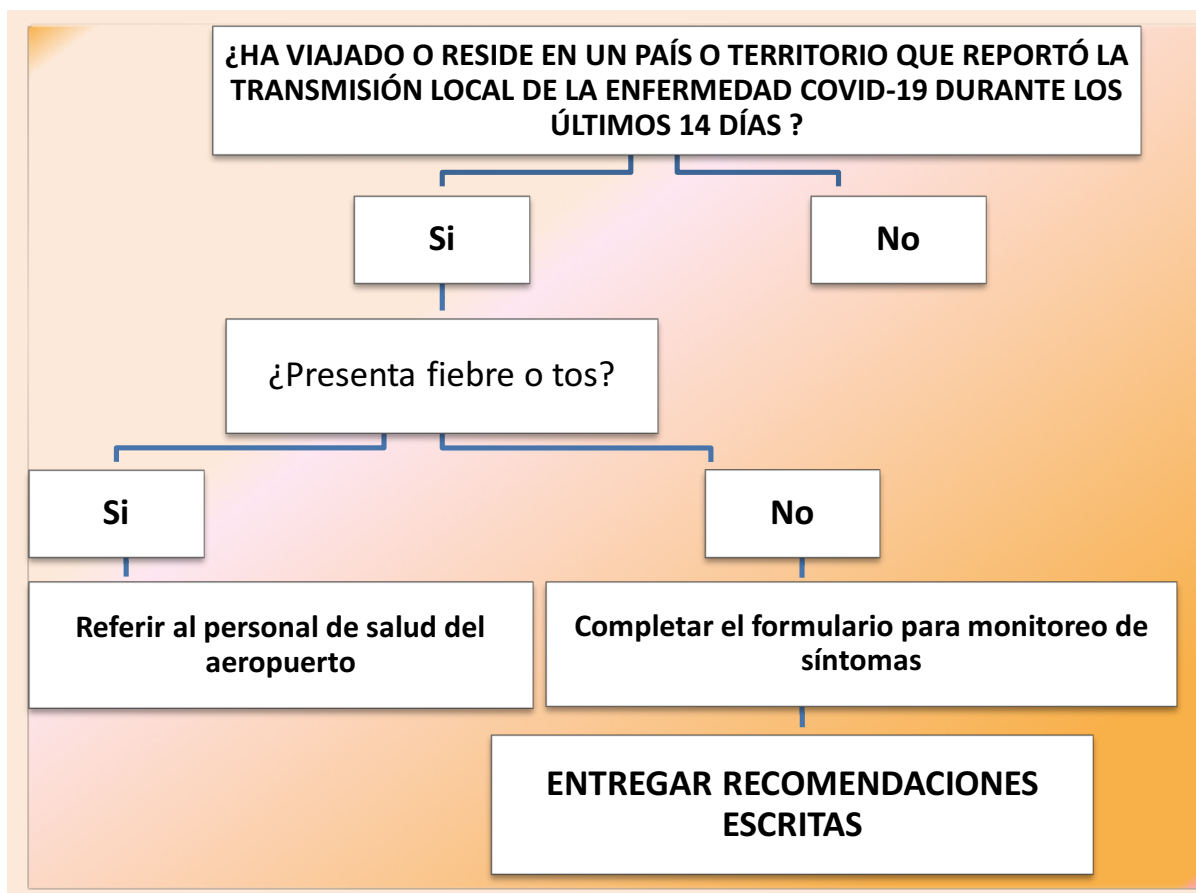 ¿HA VIAJADO O RESIDE EN UN PAÍS O TERRITORIO QUE REPORTÓ LA
TRANSMISIÓN LOCAL DE LA ENFERMEDAD COVID-19 DURANTE LOS
ÚLTIMOS 14 DÍAS ?
Si
No
¿Presenta fiebre o tos?
Si
No
Referir al personal de salud del
aeropuerto
Completar el formulario para monitoreo de
síntomas
ENTREGAR RECOMENDACIONES
ESCRITAS